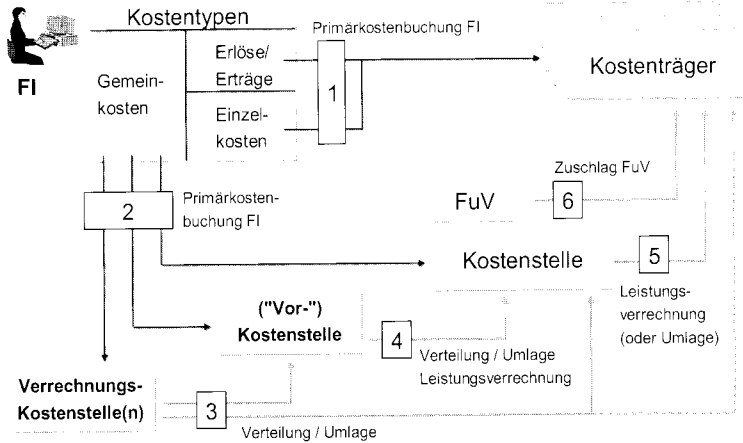 Kostentypen
FI
Gemein-
kosten
Erlöse/
Erträge
Einzel-
kosten
Primärkostenbuchung FI
1
Kostenträger
2
Primärkosten-
buchung FI
Zuschlag FuV
FuV
6
Kostenstelle
5
Leistungs-
verrechnung
(oder Umlage)
("Vor-")
Kostenstelle
4
Verteilung / Umlage
Leistungsverrechnung
Verrechnungs-
Kostenstelle(n)
3
Verteilung / Umlage